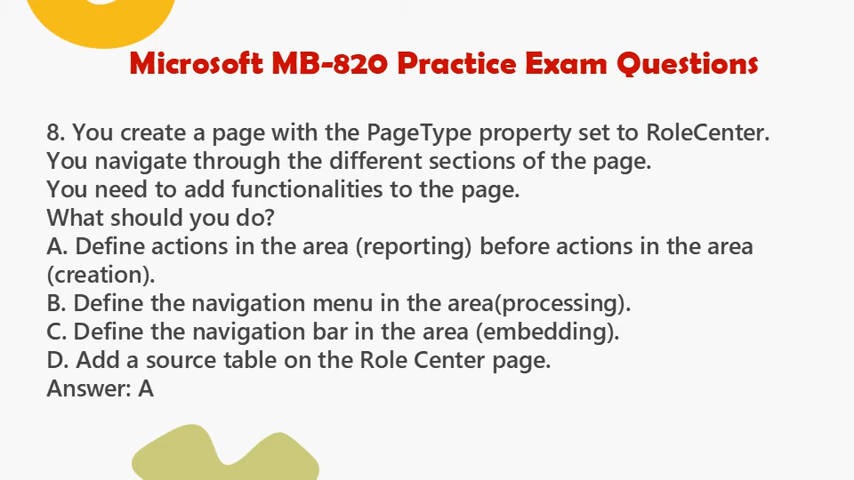 Microsoft MB-820 Practice Exam Questions
8. You create a page with the PageType property set to RoleCenter.
You navigate through the different sections of the page.
You need to add functionalities to the page.
What should you do?
A. Define actions in the area (reporting) before actions in the area
(creation).
B. Define the navigation menu in the area(processing).
C. Define the navigation bar in the area (embedding).
D. Add a source table on the Role Center page.
Answer: A